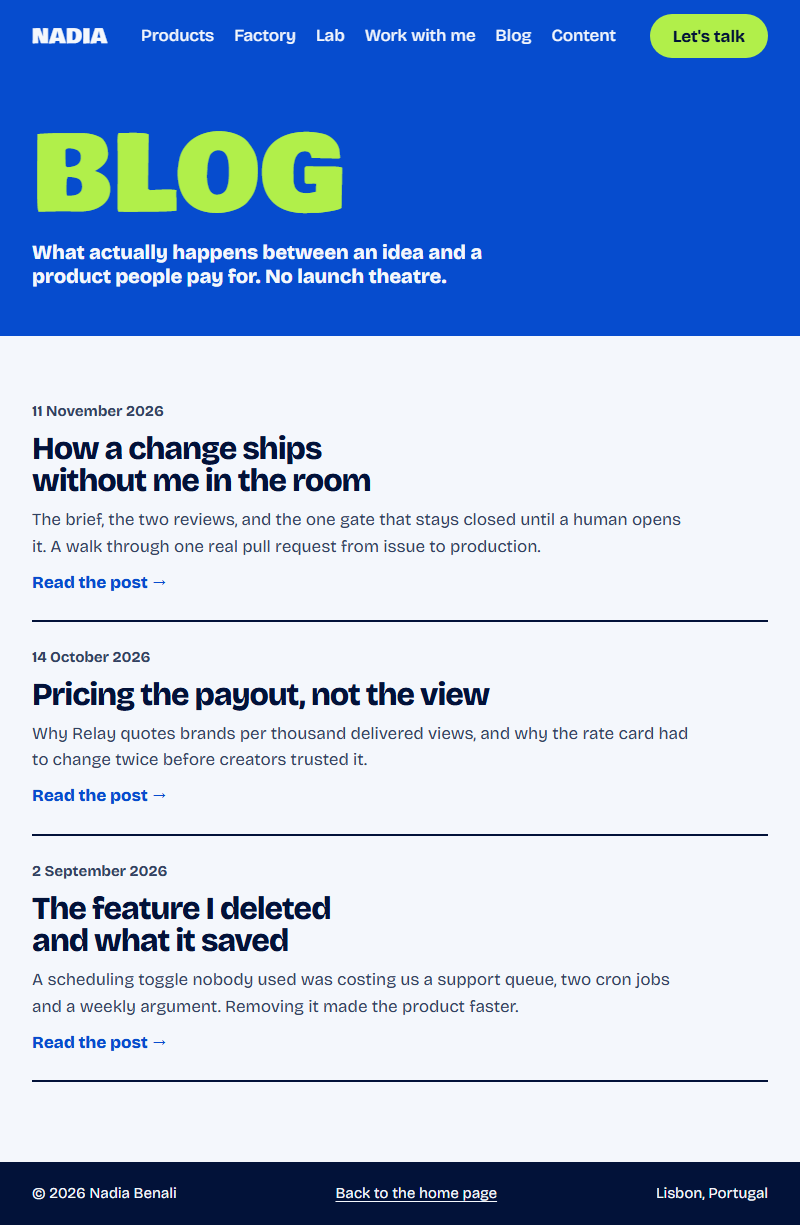 NADIA
Products
Factory
Lab
Work with me
Blog
Content
Let's talk
BLOG
What actually happens between an idea and a
product people pay for. No launch theatre.
11 November 2026
How a change ships
without me in the room
The brief, the two reviews, and the one gate that stays closed until a human opens
it. A walk through one real pull request from issue to production.
Read the post →
14 October 2026
Pricing the payout, not the view
Why Relay quotes brands per thousand delivered views, and why the rate card had
to change twice before creators trusted it.
Read the post →
2 September 2026
The feature I deleted
and what it saved
A scheduling toggle nobody used was costing us a support queue, two cron jobs
and a weekly argument. Removing it made the product faster.
Read the post →
© 2026 Nadia Benali
Back to the home page
Lisbon, Portugal